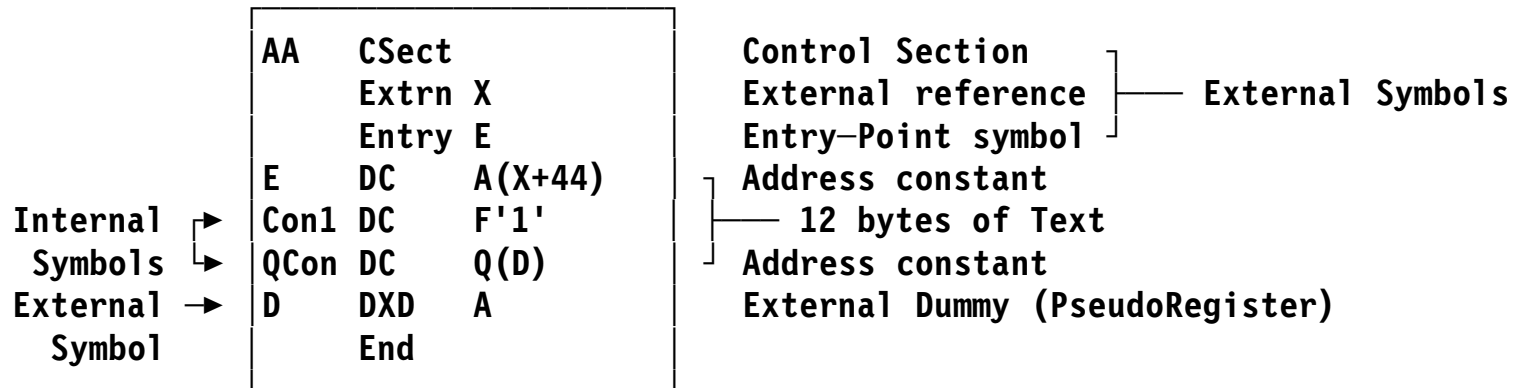 AA CSect Control Section
Extrn X External reference External Symbols
Entry E Entry—Point symbol
E DC A(X+44) Address constant
Internal Con1 DC F'1' 12 bytes of Text
Symbols QCon DC Q(D) Address constant
External D DXD A External Dummy (PseudoRegister)
Symbol End